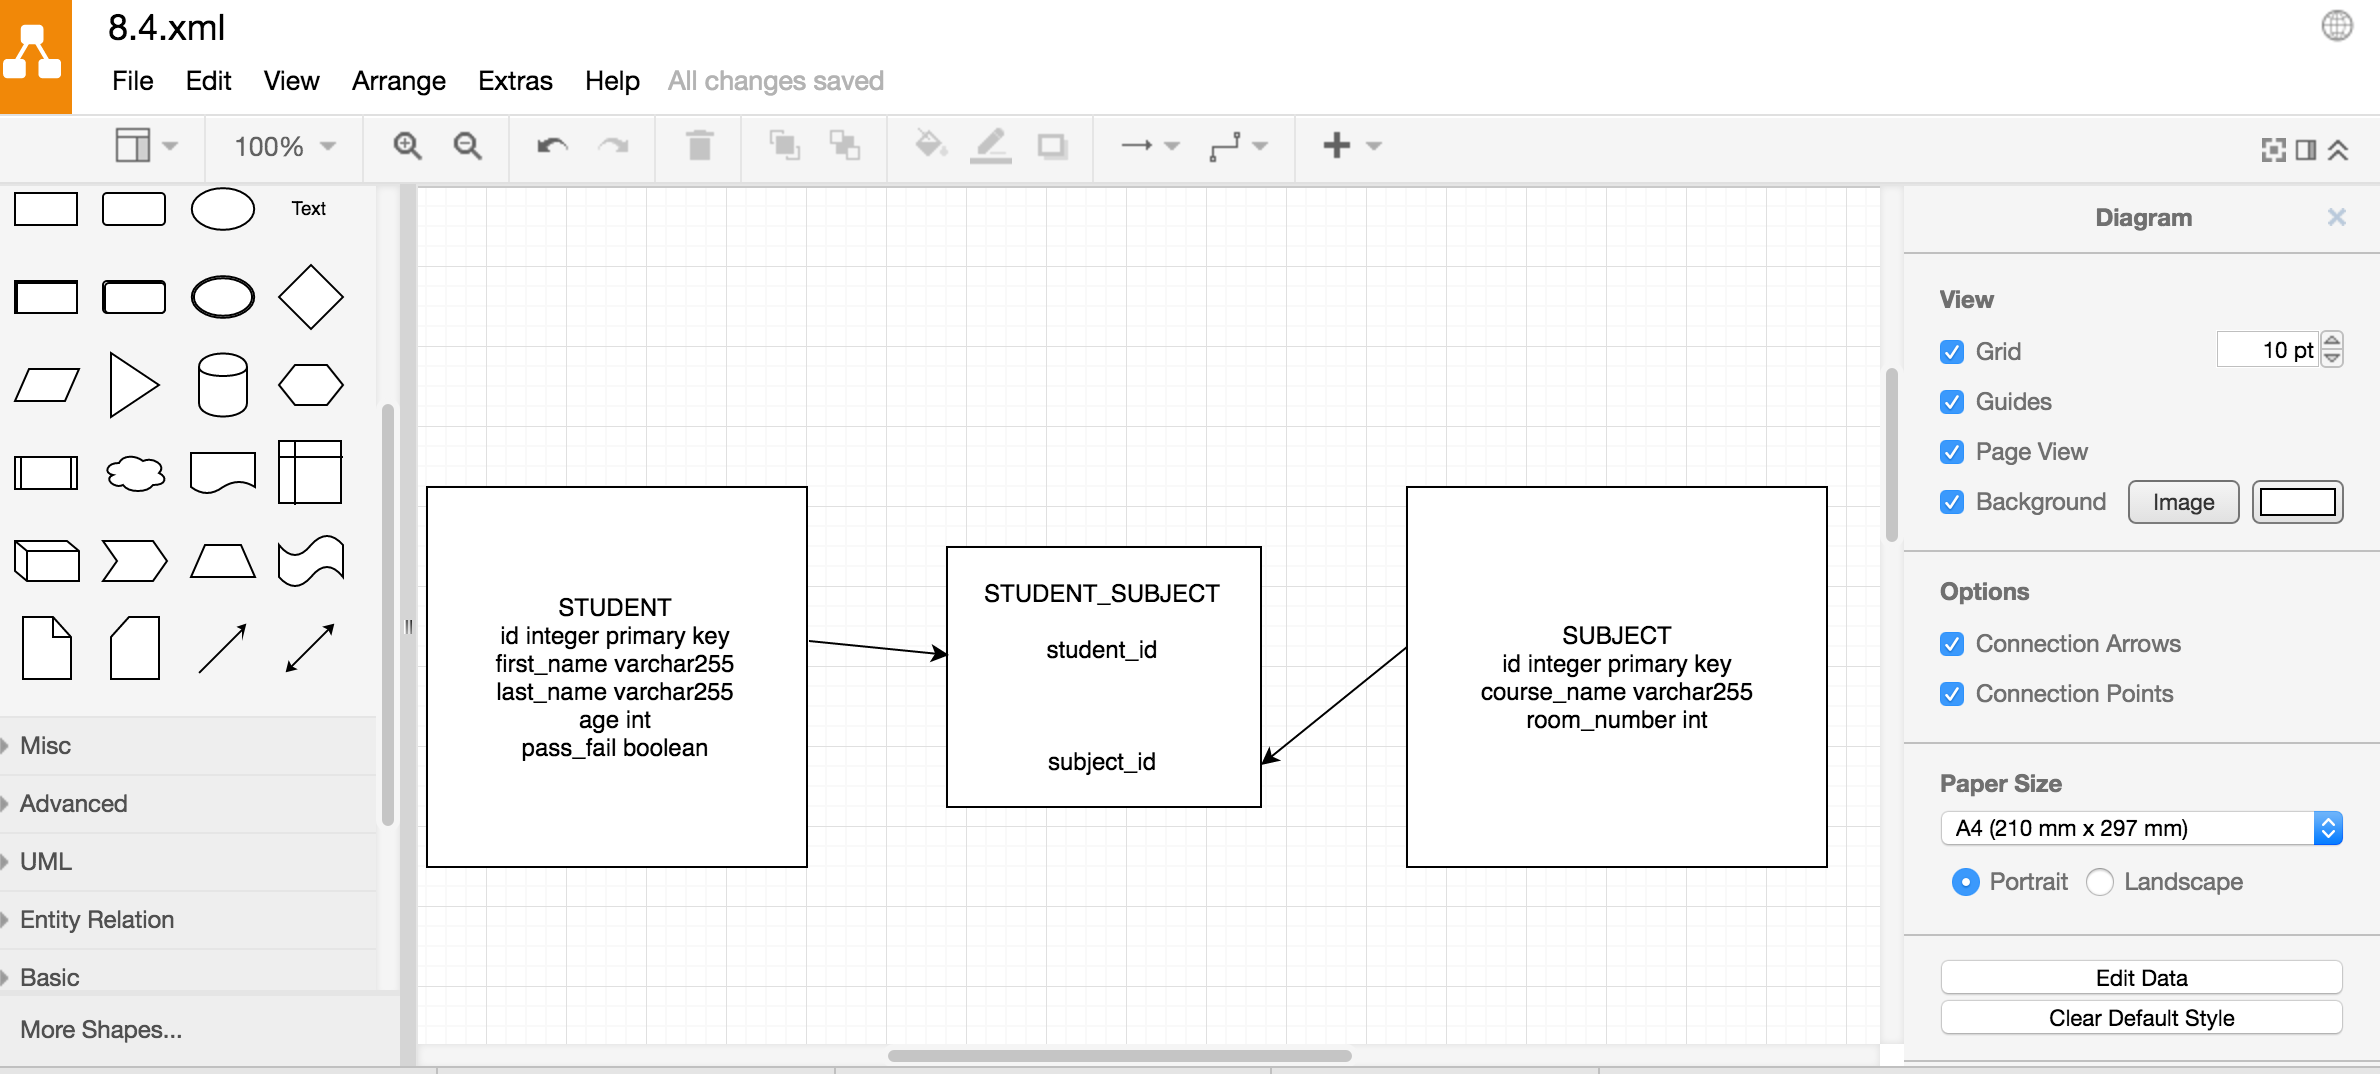 8.4.xml
File Edit View Arrange Extras Help All changes saved
100%
Text
Misc
Advanced
UML
Entity Relation
Basic
More Shapes...
STUDENT
id integer primary key
first_name varchar255
last_name varchar255
age int
pass_fail boolean
STUDENT_SUBJECT
student_id
subject_id
SUBJECT
id integer primary key
course_name varchar255
room_number int
Diagram
View
Grid 10 pt
Guides
Page View
Background Image
Options
Connection Arrows
Connection Points
Paper Size
A4 (210 mm x 297 mm)
Portrait Landscape
Edit Data
Clear Default Style